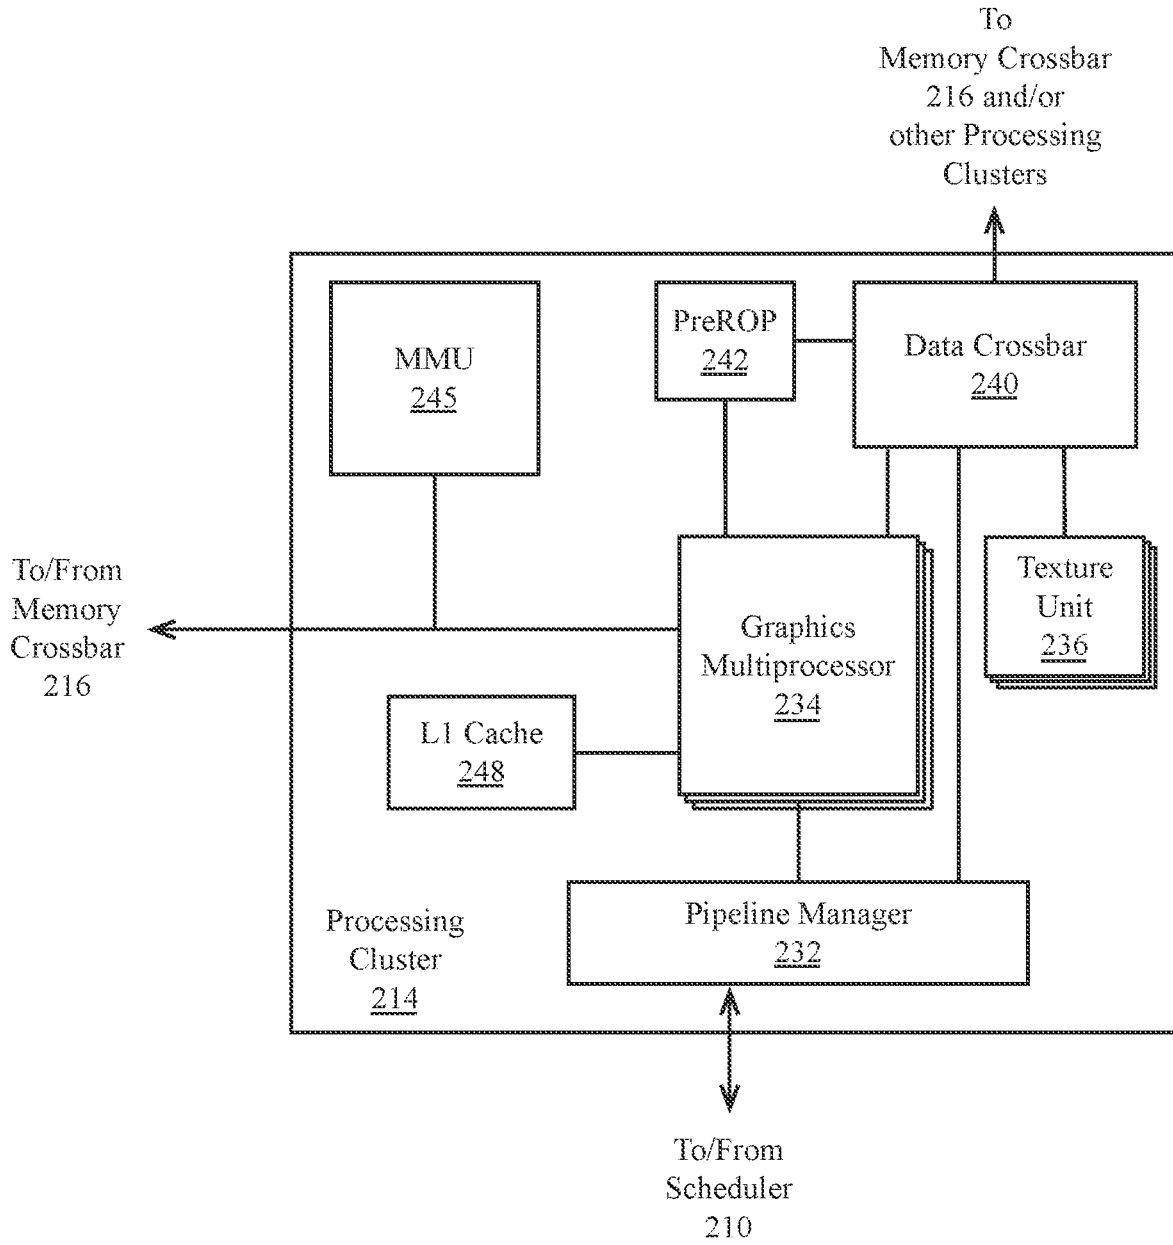 To
Memory Crossbar
216 and/or
other Processing
Clusters
MMU
245
PreROP
242
Data Crossbar
240
To/From
Memory
Crossbar
216
Graphics
Multiprocessor
234
Texture
Unit
236
L1 Cache
248
Pipeline Manager
232
Processing
Cluster
214
To/From
Scheduler
210